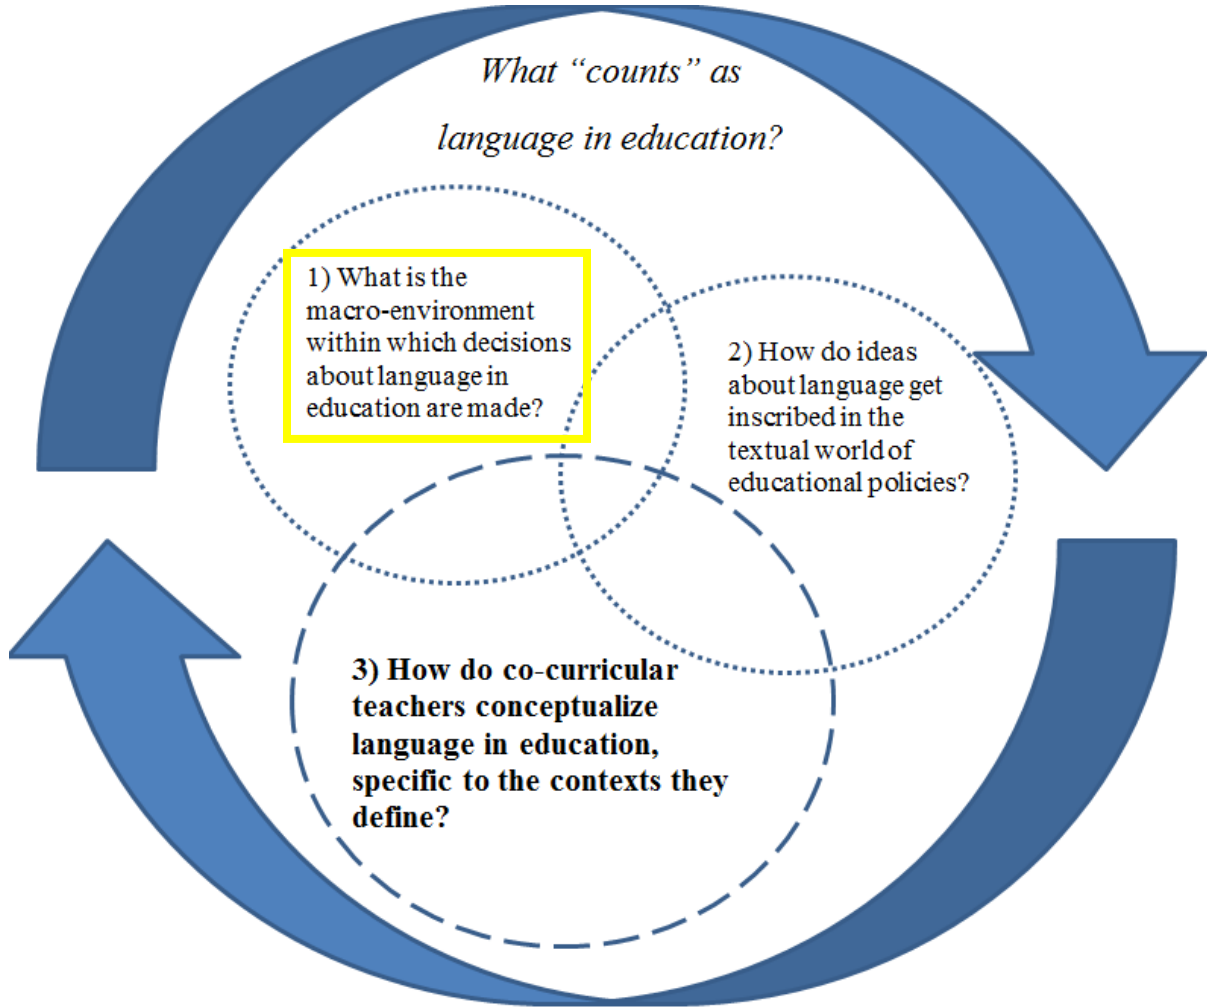 What “counts” as
language in education?
1) What is the
macro-environment
within which decisions
about language in
education are made?
2) How do ideas
about language get
inscribed in the
textual world of
educational policies?
3) How do co-curricular
teachers conceptualize
language in education,
specific to the contexts they
define?